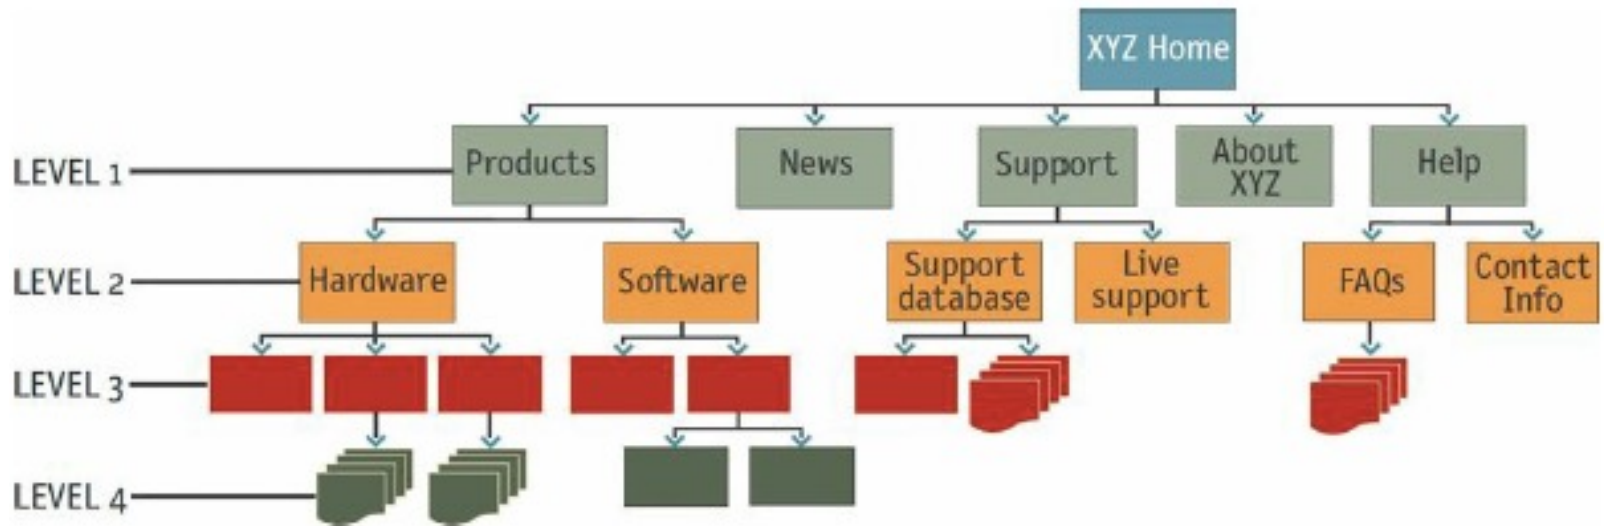 XYZ Home
LEVEL 1
Products
News
Support
About
XYZ
Help
LEVEL 2
Hardware
Software
Support
database
Live
support
FAQs
Contact
Info
LEVEL 3
LEVEL 4